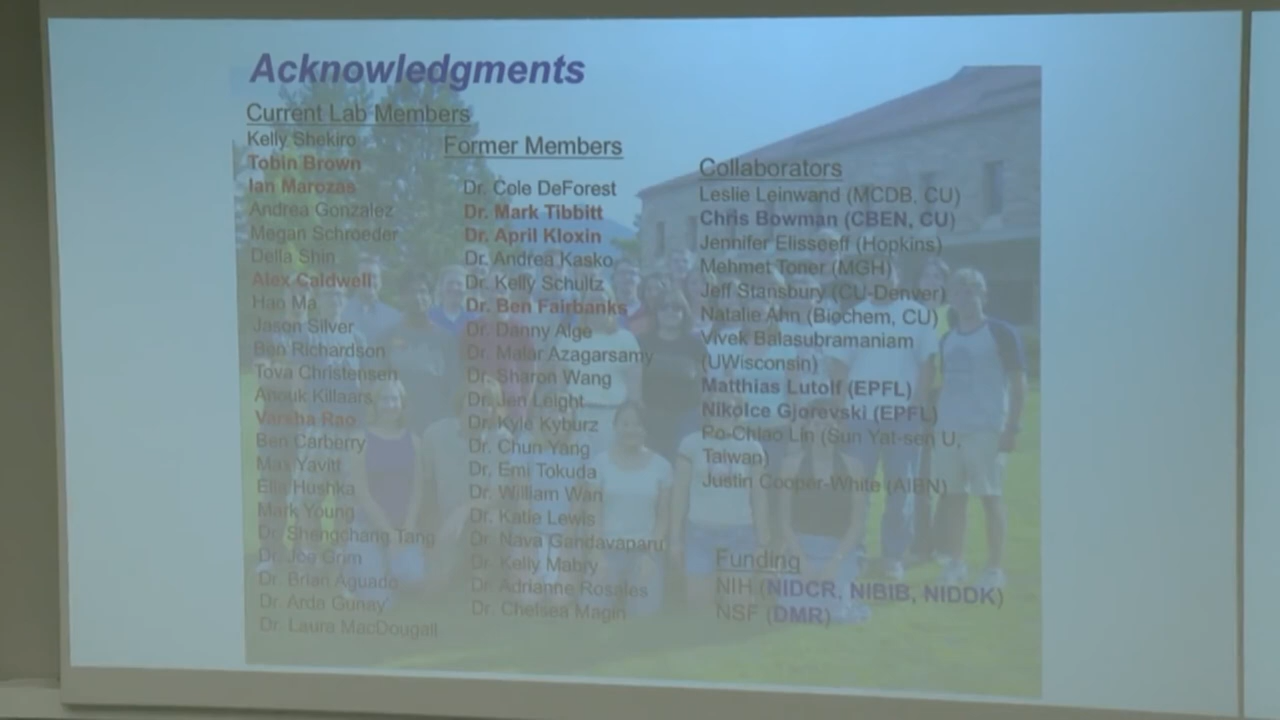 Acknowledgments
Current Lab Members
Kelly Shekiro
Tobin Brown
Ian Marozas
Andrea Gonzalez
Megan Schroeder
Della Shin
Alex Caldwell
Hao Ma
Jason Silver
Ben Richardson
Tova Christensen
Anouk Killaars
Varsha Rao
Ben Carberry
Max Yavitt
Ella Hushka
Mark Young
Dr. Shengchang Tang
Dr. Joe Grim
Dr. Brian Aguado
Dr. Arda Gunay
Dr. Laura MacDougall
Former Members
Dr. Cole DeForest
Dr. Mark Tibbitt
Dr. April Kloxin
Dr. Andrea Kasko
Dr. Kelly Schultz
Dr. Ben Fairbanks
Dr. Danny Alge
Dr. Malar Azagarsamy
Dr. Sharon Wang
Dr. Jen Leight
Dr. Kyle Kyburz
Dr. Chun Yang
Dr. Emi Tokuda
Dr. William Wan
Dr. Katie Lewis
Dr. Nava Gandavaparu
Dr. Kelly Mabry
Dr. Adrianne Rosales
Dr. Chelsea Magin
Collaborators
Leslie Leinwand (MCDB, CU)
Chris Bowman (CBEN, CU)
Jennifer Elisseeff (Hopkins)
Mehmet Toner (MGH)
Jeff Stansbury (CU-Denver)
Natalie Ahn (Biochem, CU)
Vivek Balasubramaniam
(UWisconsin)
Matthias Lutolf (EPFL)
Nikolce Gjorevski (EPFL)
Po-Chiao Lin (Sun Yat-sen U,
Taiwan)
Justin Cooper-White (AIBN)
Funding
NIH (NIDCR, NIBIB, NIDDK)
NSF (DMR)